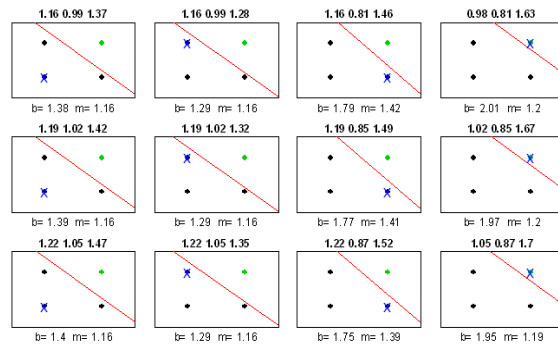 1.16 0.99 1.37
1.16 0.99 1.28
1.16 0.81 1.46
0.98 0.81 1.63
b= 1.38 m= 1.16
b= 1.29 m= 1.16
b= 1.79 m= 1.42
b= 2.01 m= 1.2
1.19 1.02 1.42
1.19 1.02 1.32
1.19 0.85 1.49
1.02 0.85 1.67
b= 1.39 m= 1.16
b= 1.29 m= 1.16
b= 1.77 m= 1.41
b= 1.97 m= 1.2
1.22 1.05 1.47
1.22 1.05 1.35
1.22 0.87 1.52
1.05 0.87 1.7
b= 1.4 m= 1.16
b= 1.29 m= 1.16
b= 1.75 m= 1.39
b= 1.95 m= 1.19